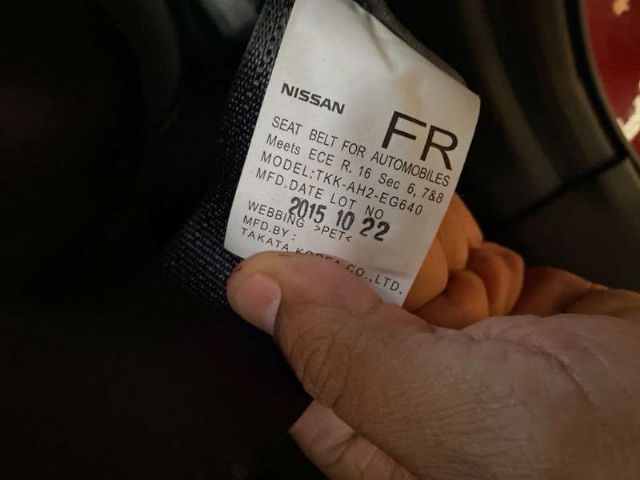 NISSAN
FR
SEAT BELT FOR AUTOMOBILES
Meets ECE R. 16 Sec 6, 7&8
MODEL:TKK-AH2-EG640
MFD.DATE LOT NO
2015 10 22
WEBBING >PET<
MFD.BY:
TAKATA KOREA CO.,LTD.